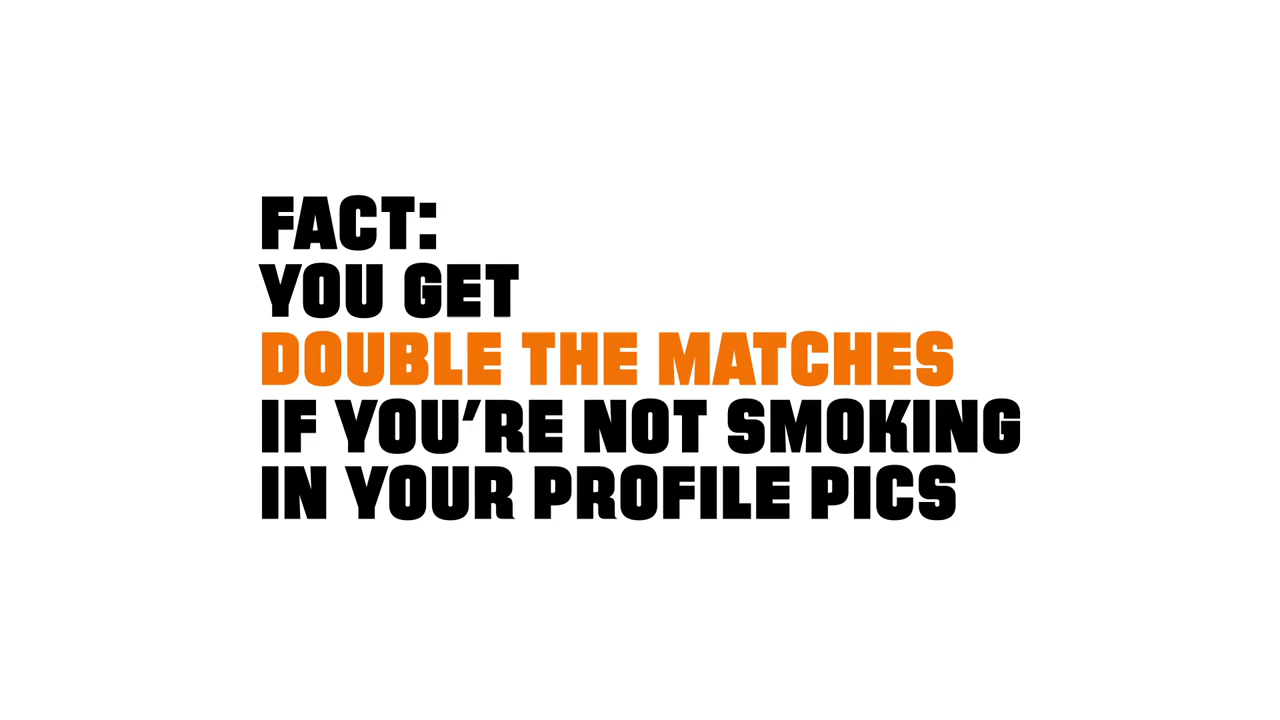 FACT:
YOU GET
DOUBLE THE MATCHES
IF YOU’RE NOT SMOKING
IN YOUR PROFILE PICS